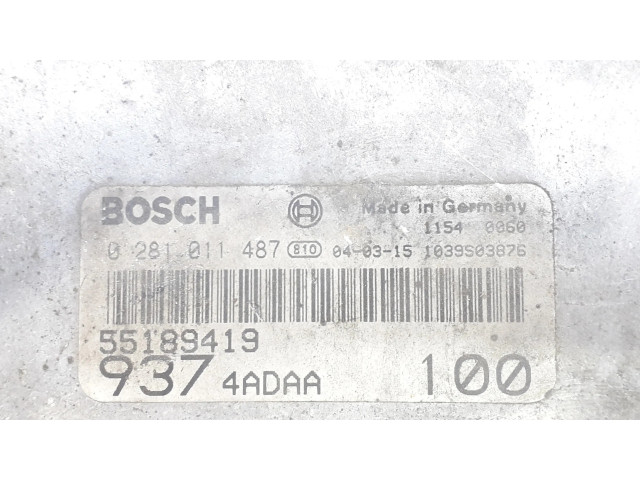 BOSCH Made in Germany
1154 0060
0 281 011 487 810 04-03-15 1039S03876
55189419
937 4ADAA 100